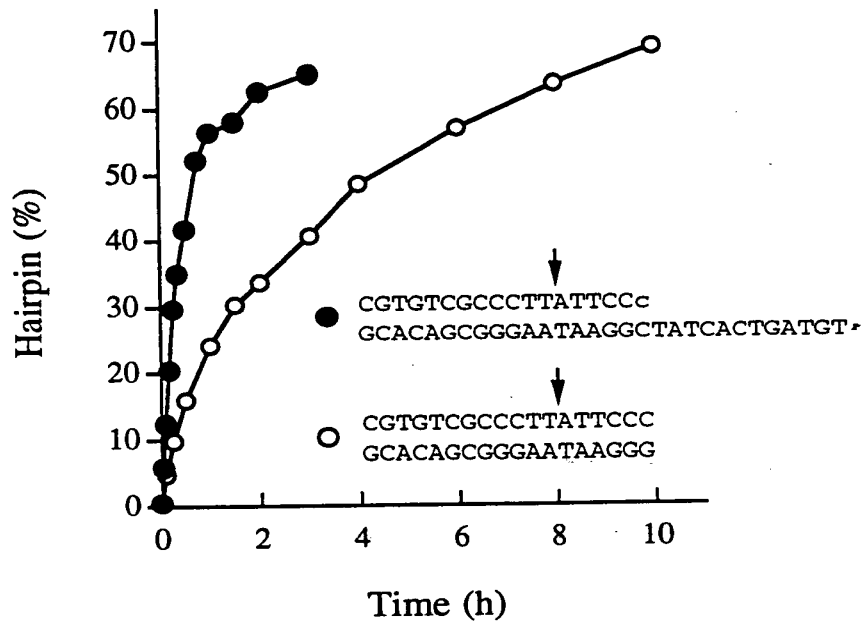 70
60
50
40
30
20
10
0
Hairpin (%)
CGTGTCGCCCTTATTCCc
GCACAGCGGGAATAAGGCTATCACTGATGT
CGTGTCGCCCTTATTCCC
GCACAGCGGGAATAAGGG
0 2 4 6 8 10
Time (h)